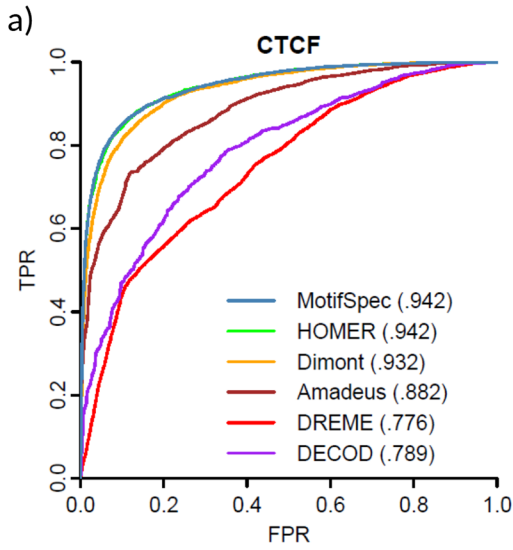 a)
CTCF
TPR
1.0
0.8
0.6
0.4
0.2
0.0
MotifSpec (.942)
HOMER (.942)
Dimont (.932)
Amadeus (.882)
DREME (.776)
DECOD (.789)
0.0 0.2 0.4 0.6 0.8 1.0
FPR